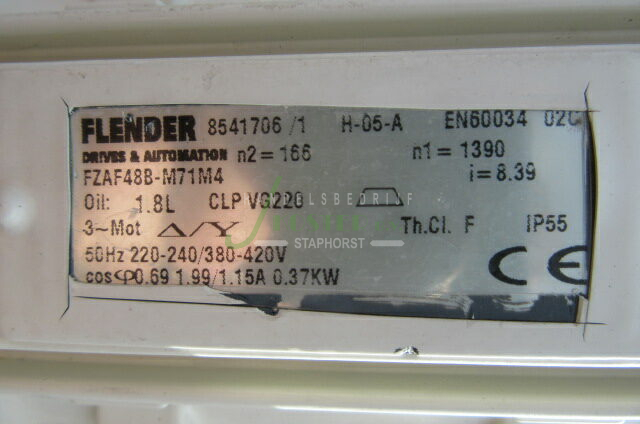 FLENDER 8541706 /1 H-05-A EN60034 02C
DRIVES & AUTOMATION n2 = 166 n1 = 1390
FZAF48B-M71M4 i = 8.39
Oil: 1.8L CLP VG220
3~Mot Δ/Y Th.Cl. F IP55
STAPHORST
50Hz 220-240/380-420V
cosφ0.69 1.99/1.15A 0.37KW
CE